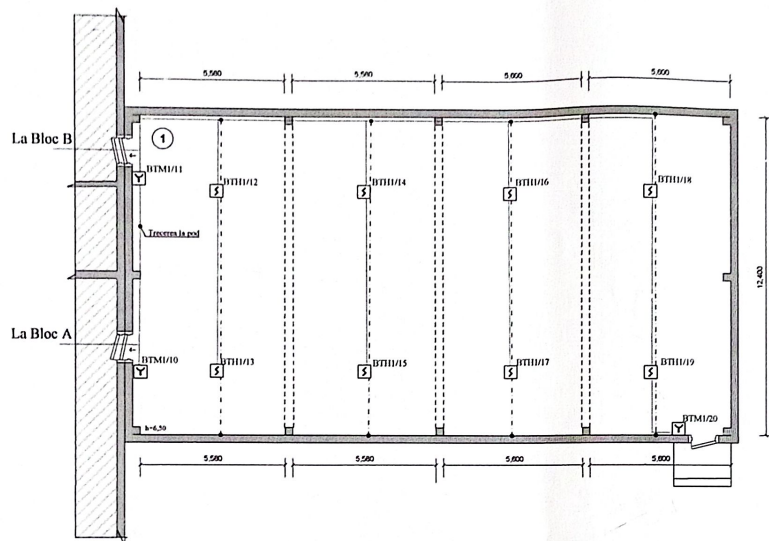 5,580 5,580 5,600 5,600
La Bloc B
1
BTM1/11
BTH1/12
BTH1/14
BTH1/16
BTH1/18
Trecerea la pod
12,400
La Bloc A
BTM1/10
BTH1/13
BTH1/15
BTH1/17
BTH1/19
BTM1/20
h=6,50
5,580 5,580 5,600 5,600